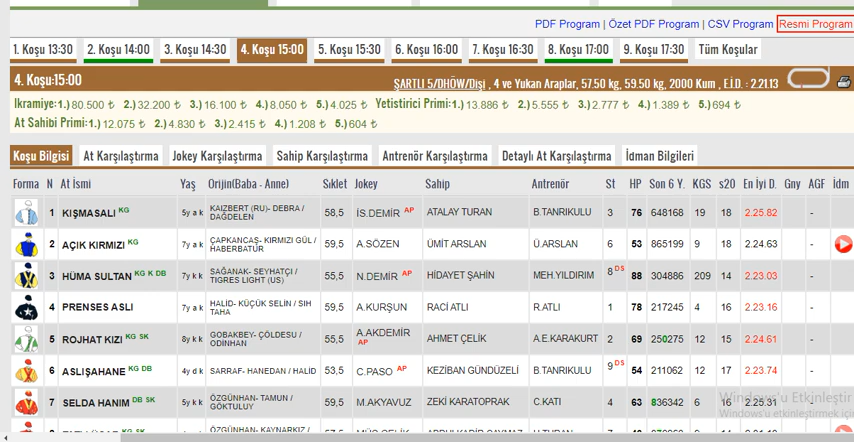 PDF Program | Özet PDF Program | CSV Program Resmi Program
1. Koşu 13:30 2. Koşu 14:00 3. Koşu 14:30 4. Koşu 15:00 5. Koşu 15:30 6. Koşu 16:00 7. Koşu 16:30 8. Koşu 17:00 9. Koşu 17:30 Tüm Koşular
4. Koşu:15:00 ŞARTLI 5/DHÖW/Dişi , 4 ve Yukarı Araplar, 57.50 kg, 59.50 kg, 2000 Kum , E.İ.D. : 2.21.13
Ikramiye:1.) 80.500 ₺ 2.) 32.200 ₺ 3.) 16.100 ₺ 4.) 8.050 ₺ 5.) 4.025 ₺ Yetistirici Primi:1.) 13.886 ₺ 2.) 5.555 ₺ 3.) 2.777 ₺ 4.) 1.389 ₺ 5.) 694 ₺
At Sahibi Primi:1.) 12.075 ₺ 2.) 4.830 ₺ 3.) 2.415 ₺ 4.) 1.208 ₺ 5.) 604 ₺
Koşu Bilgisi At Karşılaştırma Jokey Karşılaştırma Sahip Karşılaştırma Antrenör Karşılaştırma Detaylı At Karşılaştırma İdman Bilgileri
Forma N At İsmi Yaş Orijin(Baba - Anne) Sıklet Jokey Sahip Antrenör St HP Son 6 Y. KGS s20 En İyi D. Gny AGF İdm
1 KIŞMASALI KG 5y a k KAIZBERT (RU)- DEBRA / DAĞDELEN 58,5 İS.DEMİR AP ATALAY TURAN B.TANRIKULU 3 76 648168 19 18 2.25.82 -
2 AÇIK KIRMIZI KG 7y a k ÇAPKANCAŞ- KIRMIZI GÜL / HABERBATUR 59,5 A.SÖZEN ÜMİT ARSLAN Ü.ARSLAN 6 53 865199 9 18 2.24.63 -
3 HÜMA SULTAN KG K DB 7y k k SAĞANAK- SEYHATÇI / TIGRES LIGHT (US) 55,5 N.DEMİR AP HİDAYET ŞAHİN MEH.YILDIRIM 8 DS 88 304886 209 14 2.23.03 -
4 PRENSES ASLI 7y a k HALID- KÜÇÜK SELİN / SIH TAHA 59,5 A.KURŞUN RACİ ATLI R.ATLI 1 78 217245 4 16 2.23.16 -
5 ROJHAT KIZI KG SK 8y k k GOBAKBEY- ÇÖLDESU / ODİNHAN 55,5 A.AKDEMİR AP AHMET ÇELİK A.E.KARAKURT 2 69 250275 12 15 2.24.61 -
6 ASLIŞAHANE KG DB 4y d k SARRAF- HANEDAN / HALİD 53,5 C.PASO AP KEZİBAN GÜNDÜZELİ B.TANRIKULU 9 DS 54 211062 12 17 2.23.74 -
7 SELDA HANIM DB SK 5y k k ÖZGÜNHAN- TAMUN / GÖKTULUY 59,5 M.AKYAVUZ ZEKİ KARATOPRAK C.KATI 4 63 836342 6 16 2.25.31
Windows'u Etkinleştir
Windows'u etkinleştirmek için